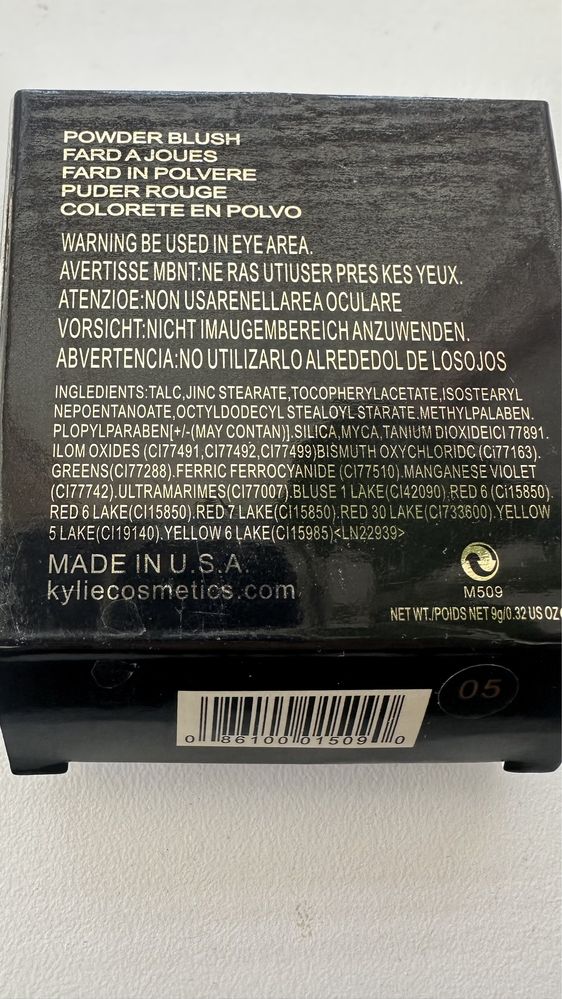 POWDER BLUSH
FARD A JOUES
FARD IN POLVERE
PUDER ROUGE
COLORETE EN POLVO
WARNING BE USED IN EYE AREA.
AVERTISSE MBNT:NE RAS UTIUSER PRES KES YEUX.
ATENZIOE:NON USARENELLAREA OCULARE
VORSICHT:NICHT IMAUGEMBEREICH ANZUWENDEN.
ABVERTENCIA:NO UTILIZARLO ALREDEDOL DE LOSOJOS
INGLEDIENTS:TALC,JINC STEARATE,TOCOPHERYLACETATE,ISOSTEARYL
NEPOENTANOATE,OCTYLDODECYL STEALOYL STARATE.METHYLPALABEN.
PLOPYLPARABEN[+/-(MAY CONTAN)].SILICA,MYCA,TANIUM DIOXIDEICI 77891.
ILOM OXIDES (CI77491,CI77492,CI77499)BISMUTH OXYCHLORIDC (Ci77163).
GREENS(CI77288).FERRIC FERROCYANIDE (CI77510).MANGANESE VIOLET
(CI77742).ULTRAMARIMES(CI77007).BLUSE 1 LAKE(CI42090).RED 6 (Ci15850).
RED 6 LAKE(CI15850).RED 7 LAKE(CI15850).RED 30 LAKE(CI733600).YELLOW
5 LAKE(CI19140).YELLOW 6 LAKE(CI15985)<LN22939>
MADE IN U.S.A.
kyliecosmetics.com
M509
NET WT./POIDS NET 9g/0.32 US OZ
05
0 86100 01509 0